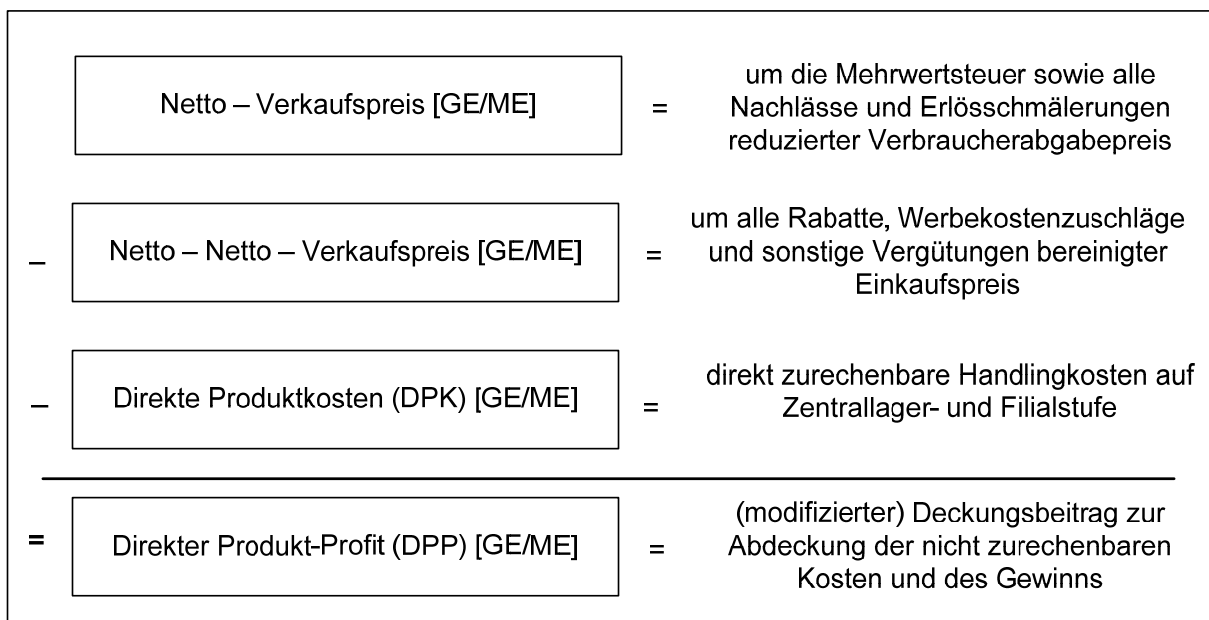 Netto – Verkaufspreis [GE/ME]
=
um die Mehrwertsteuer sowie alle
Nachlässe und Erlösschmälerungen
reduzierter Verbraucherabgabepreis
–
Netto – Netto – Verkaufspreis [GE/ME]
=
um alle Rabatte, Werbekostenzuschläge
und sonstige Vergütungen bereinigter
Einkaufspreis
–
Direkte Produktkosten (DPK) [GE/ME]
=
direkt zurechenbare Handlingkosten auf
Zentrallager- und Filialstufe
=
Direkter Produkt-Profit (DPP) [GE/ME]
=
(modifizierter) Deckungsbeitrag zur
Abdeckung der nicht zurechenbaren
Kosten und des Gewinns